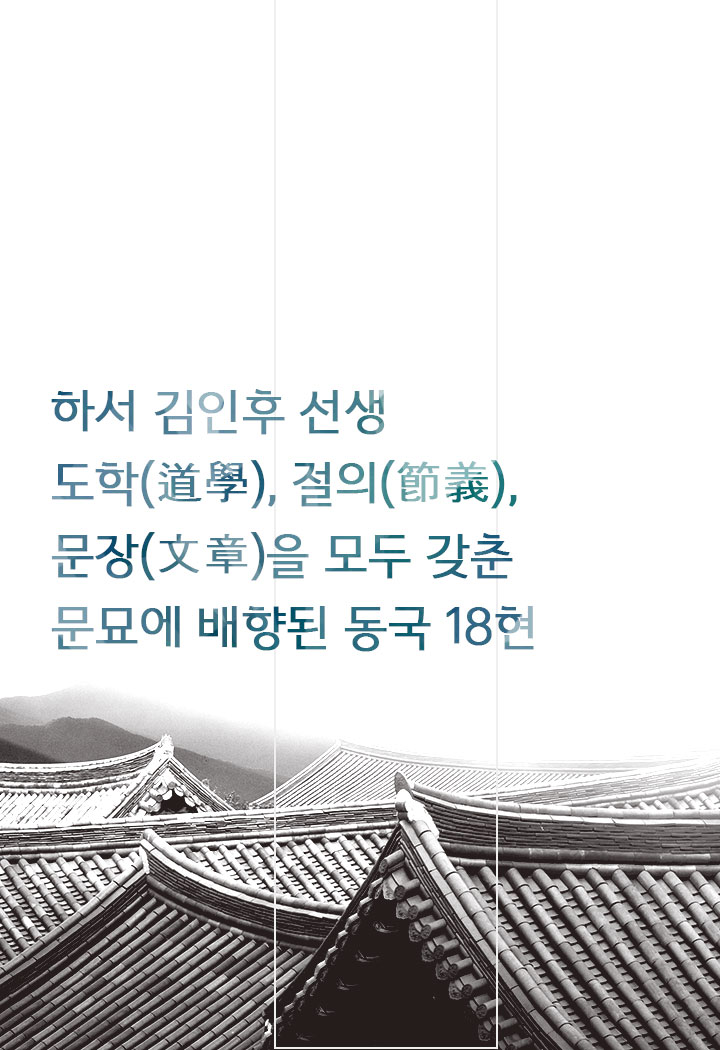 하서 김인후 선생
도학(道學), 절의(節義),
문장(文章)을 모두 갖춘
문묘에 배향된 동국 18현